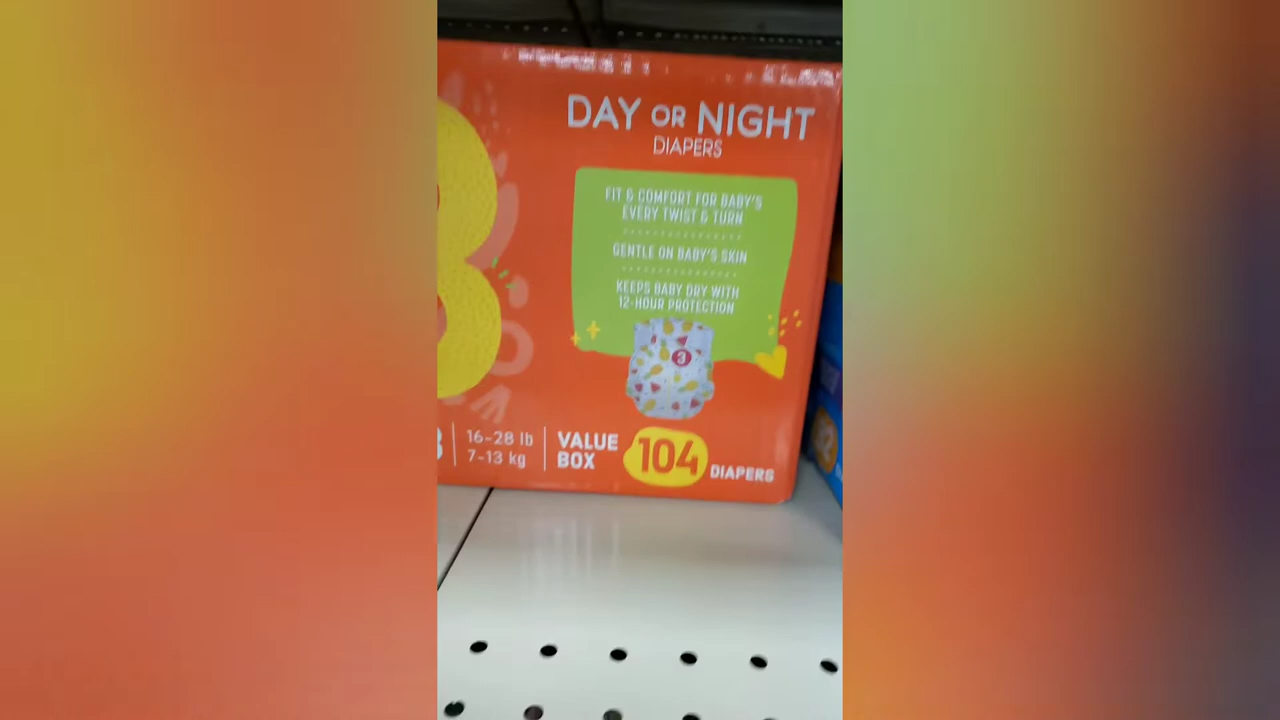 DAY OR NIGHT
DIAPERS
FIT & COMFORT FOR BABY'S
EVERY TWIST & TURN
GENTLE ON BABY'S SKIN
KEEPS BABY DRY WITH
12-HOUR PROTECTION
3
3
16-28 lb
7-13 kg
VALUE
BOX
104
DIAPERS